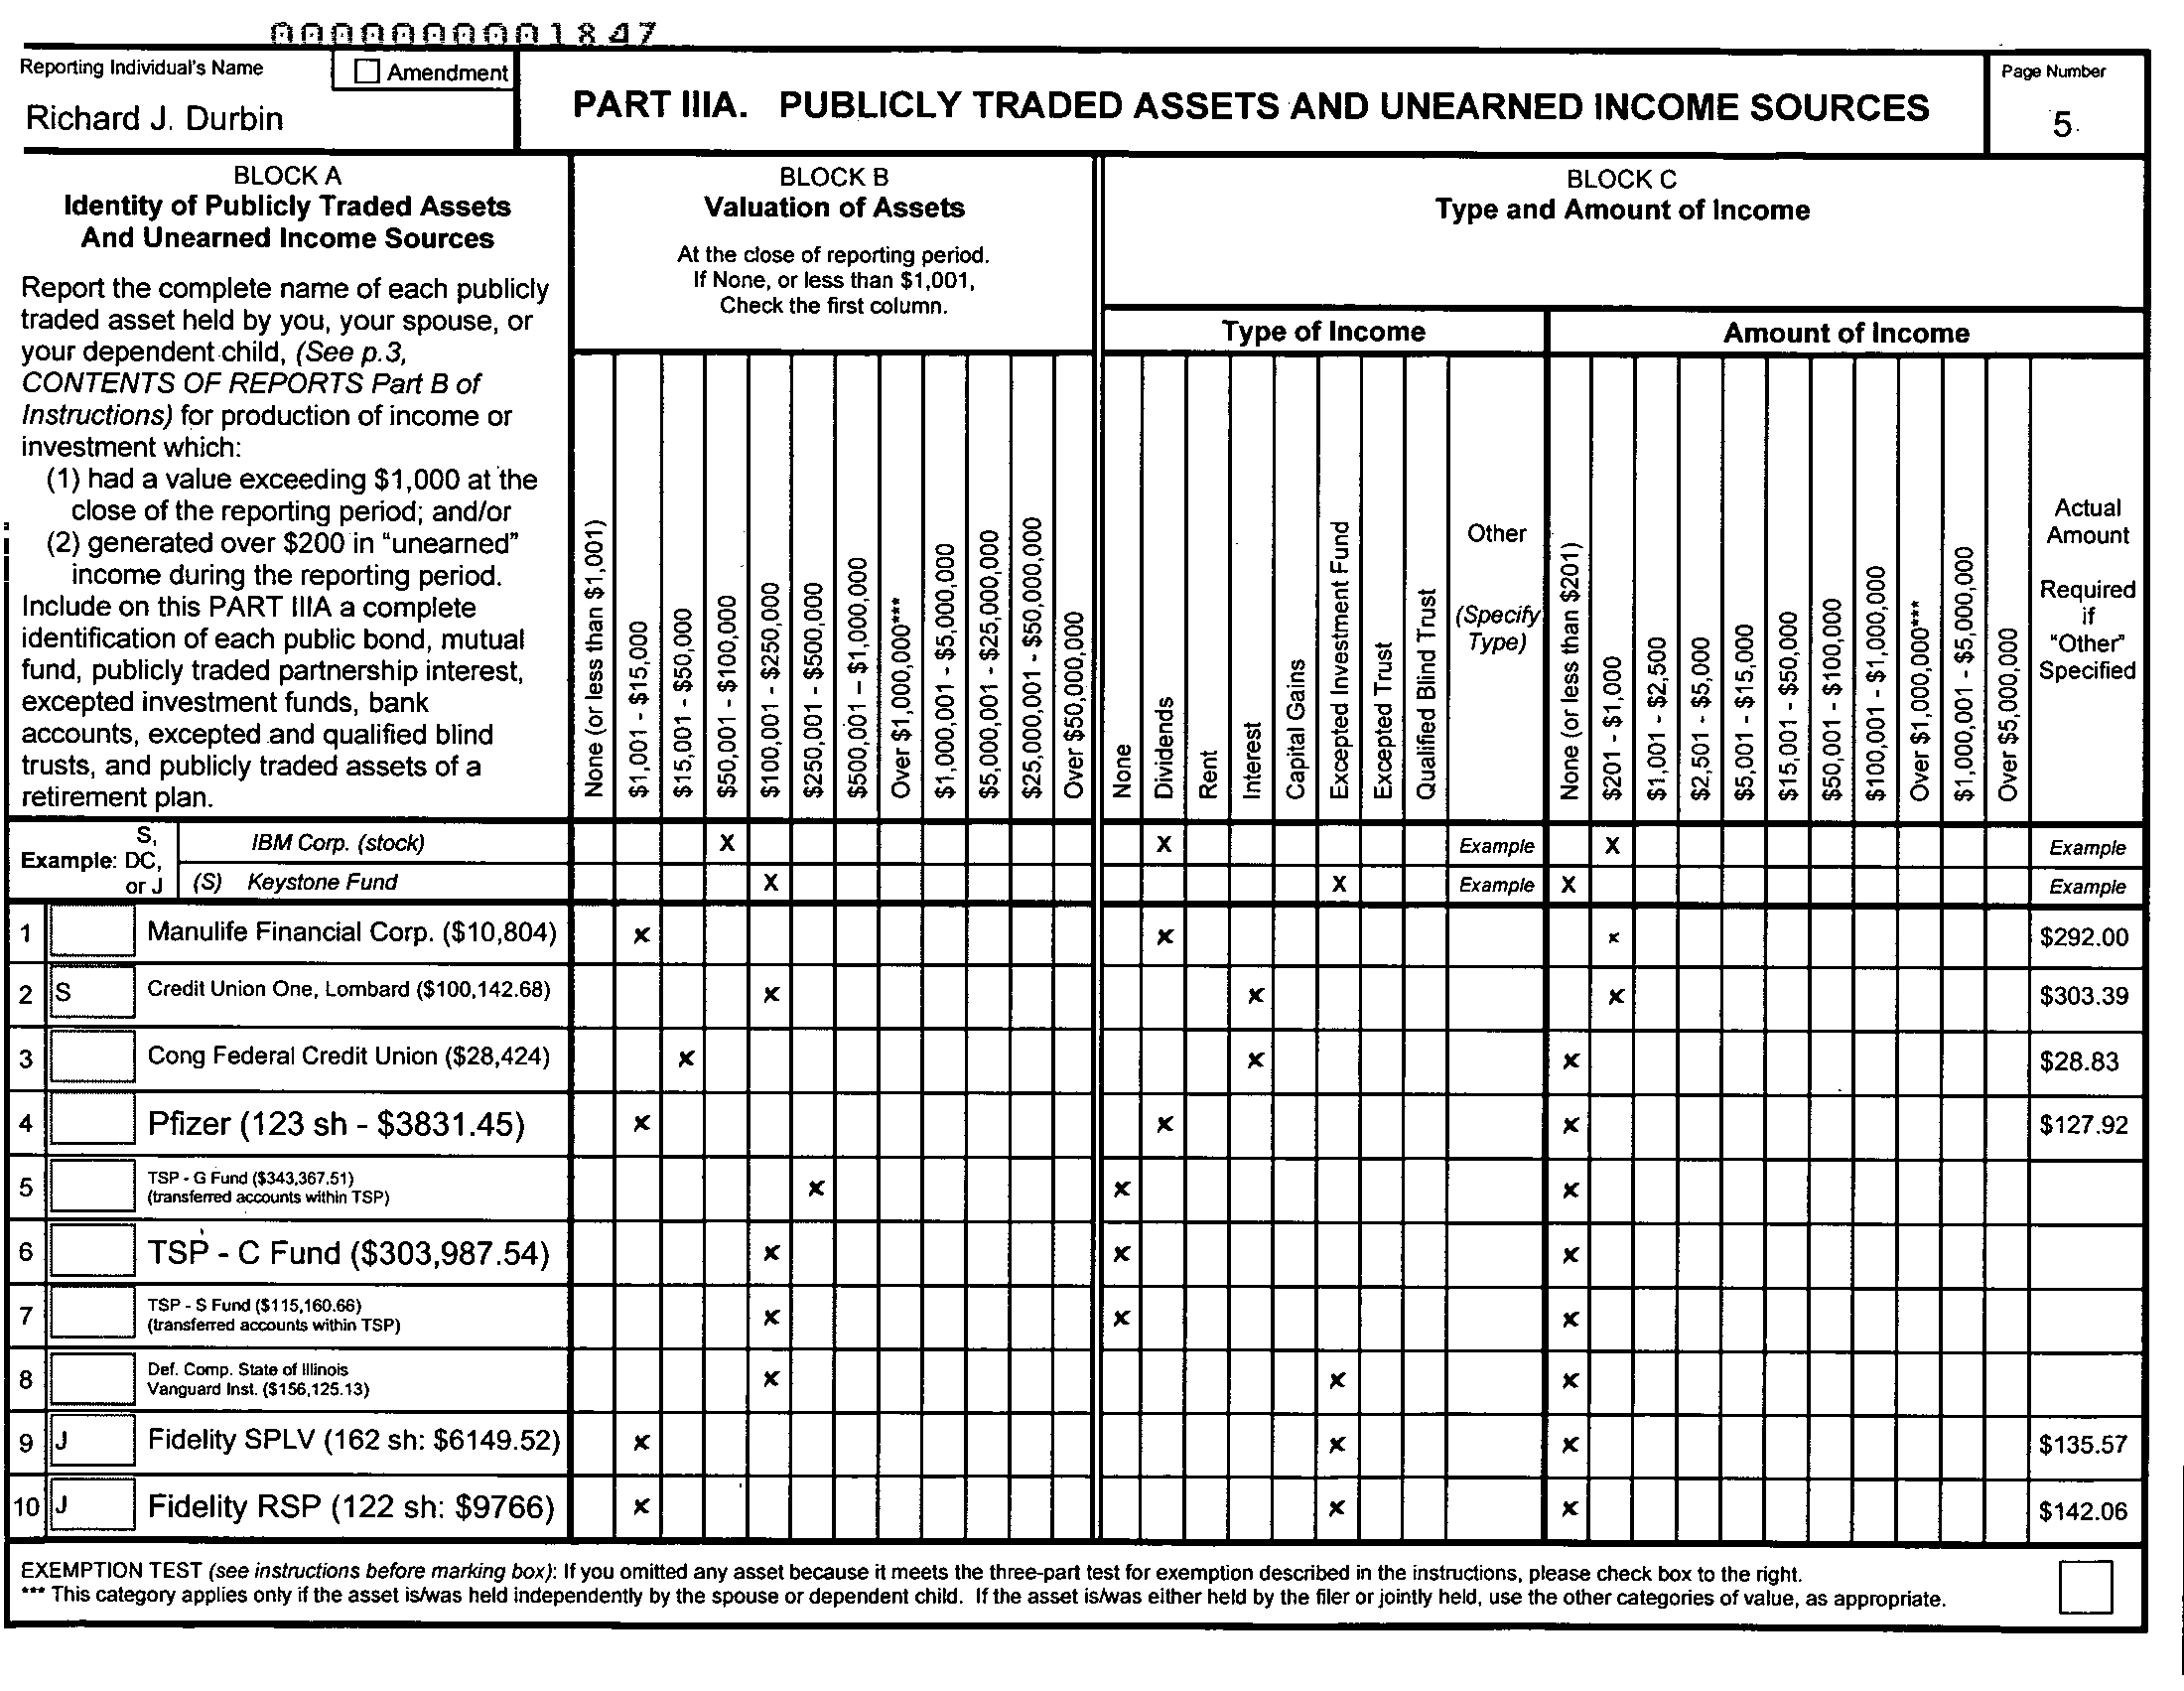 0000000001847
Reporting Individual's Name
Amendment
Richard J. Durbin
PART IIIA. PUBLICLY TRADED ASSETS AND UNEARNED INCOME SOURCES
Page Number
5
BLOCK A
Identity of Publicly Traded Assets
And Unearned Income Sources
Report the complete name of each publicly
traded asset held by you, your spouse, or
your dependent child, (See p.3,
CONTENTS OF REPORTS Part B of
Instructions) for production of income or
investment which:
(1) had a value exceeding $1,000 at the
close of the reporting period; and/or
(2) generated over $200 in "unearned"
income during the reporting period.
Include on this PART IIIA a complete
identification of each public bond, mutual
fund, publicly traded partnership interest,
excepted investment funds, bank
accounts, excepted and qualified blind
trusts, and publicly traded assets of a
retirement plan.
BLOCK B
Valuation of Assets
At the close of reporting period.
If None, or less than $1,001,
Check the first column.
None (or less than $1,001)
$1,001 - $15,000
$15,001 - $50,000
$50,001 - $100,000
$100,001 - $250,000
$250,001 - $500,000
$500,001 – $1,000,000
Over $1,000,000***
$1,000,001 - $5,000,000
$5,000,001 - $25,000,000
$25,000,001 - $50,000,000
Over $50,000,000
BLOCK C
Type and Amount of Income
Type of Income
None
Dividends
Rent
Interest
Capital Gains
Excepted Investment Fund
Excepted Trust
Qualified Blind Trust
Other
(Specify
Type)
Amount of Income
None (or less than $201)
$201 - $1,000
$1,001 - $2,500
$2,501 - $5,000
$5,001 - $15,000
$15,001 - $50,000
$50,001 - $100,000
$100,001 - $1,000,000
Over $1,000,000***
$1,000,001 - $5,000,000
Over $5,000,000
Actual
Amount
Required
if
"Other"
Specified
Example: S,
DC,
or J
IBM Corp. (stock) X X Example X Example
(S) Keystone Fund X X Example X Example
1 Manulife Financial Corp. ($10,804) x x x $292.00
2 S Credit Union One, Lombard ($100,142.68) x x x $303.39
3 Cong Federal Credit Union ($28,424) x x x $28.83
4 Pfizer (123 sh - $3831.45) x x x $127.92
5 TSP - G Fund ($343,367.51)
(transferred accounts within TSP) x x x
6 TSP - C Fund ($303,987.54) x x x
7 TSP - S Fund ($115,160.66)
(transferred accounts within TSP) x x x
8 Def. Comp. State of Illinois
Vanguard Inst. ($156,125.13) x x x
9 J Fidelity SPLV (162 sh: $6149.52) x x x $135.57
10 J Fidelity RSP (122 sh: $9766) x x x $142.06
EXEMPTION TEST (see instructions before marking box): If you omitted any asset because it meets the three-part test for exemption described in the instructions, please check box to the right.
*** This category applies only if the asset is/was held independently by the spouse or dependent child. If the asset is/was either held by the filer or jointly held, use the other categories of value, as appropriate.